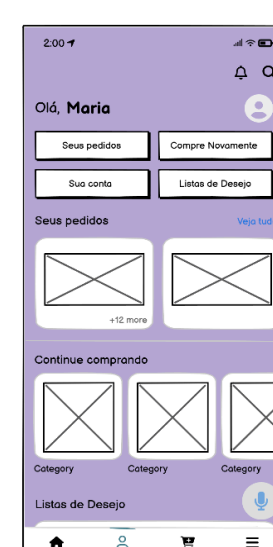 2:00
Olá, Maria
Seus pedidos
Compre Novamente
Sua conta
Listas de Desejo
Seus pedidos
Veja tud
+12 more
Continue comprando
Category
Category
Category
Listas de Desejo